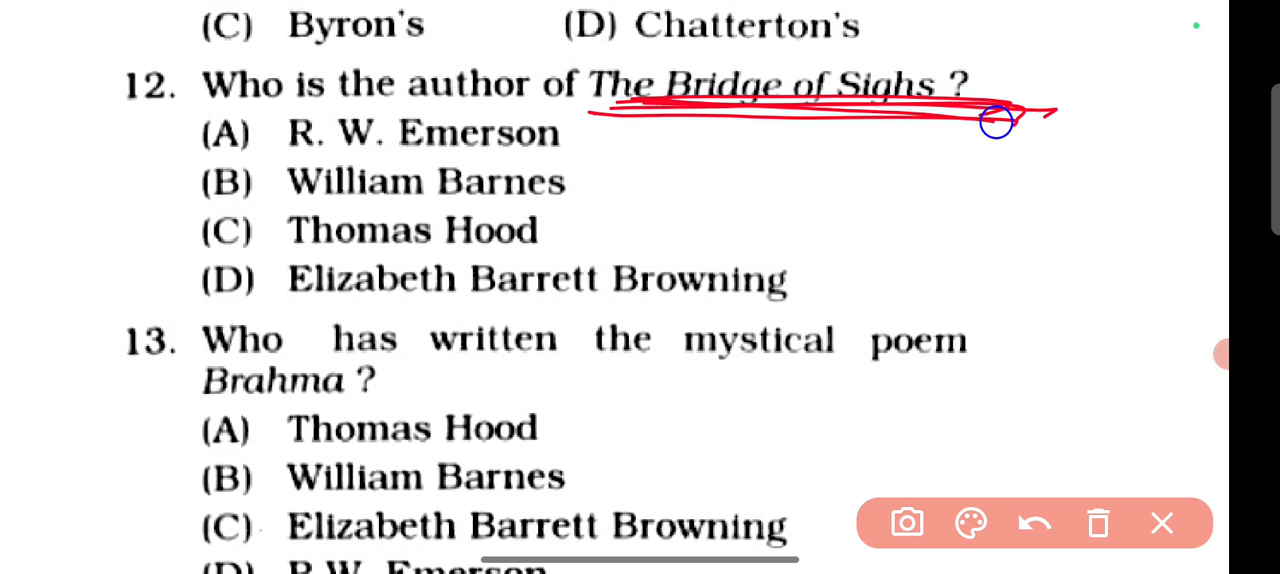 (C) Byron's (D) Chatterton's
12. Who is the author of The Bridge of Sighs ?
(A) R. W. Emerson
(B) William Barnes
(C) Thomas Hood
(D) Elizabeth Barrett Browning
13. Who has written the mystical poem
Brahma ?
(A) Thomas Hood
(B) William Barnes
(C) Elizabeth Barrett Browning
(D) R.W. Emerson